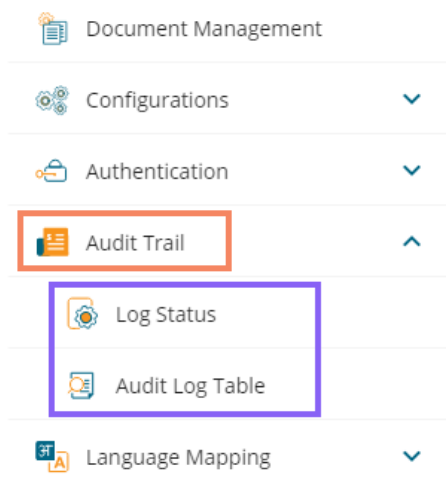 Document Management
Configurations
Authentication
Audit Trail
Log Status
Audit Log Table
अ
A
Language Mapping